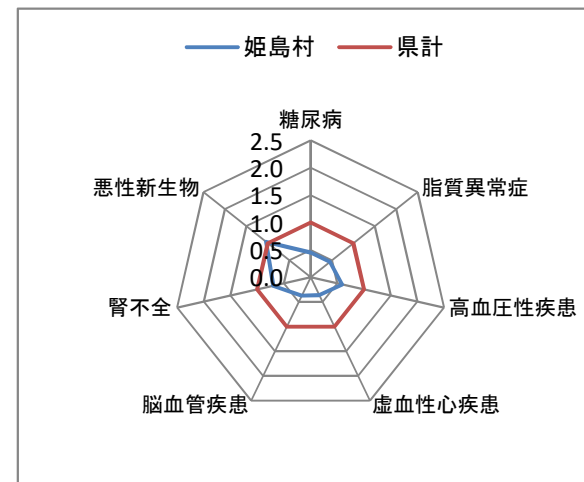 姫島村 県計
糖尿病
2.5
2.0
1.5
1.0
0.5
0.0
脂質異常症
高血圧性疾患
虚血性心疾患
脳血管疾患
腎不全
悪性新生物